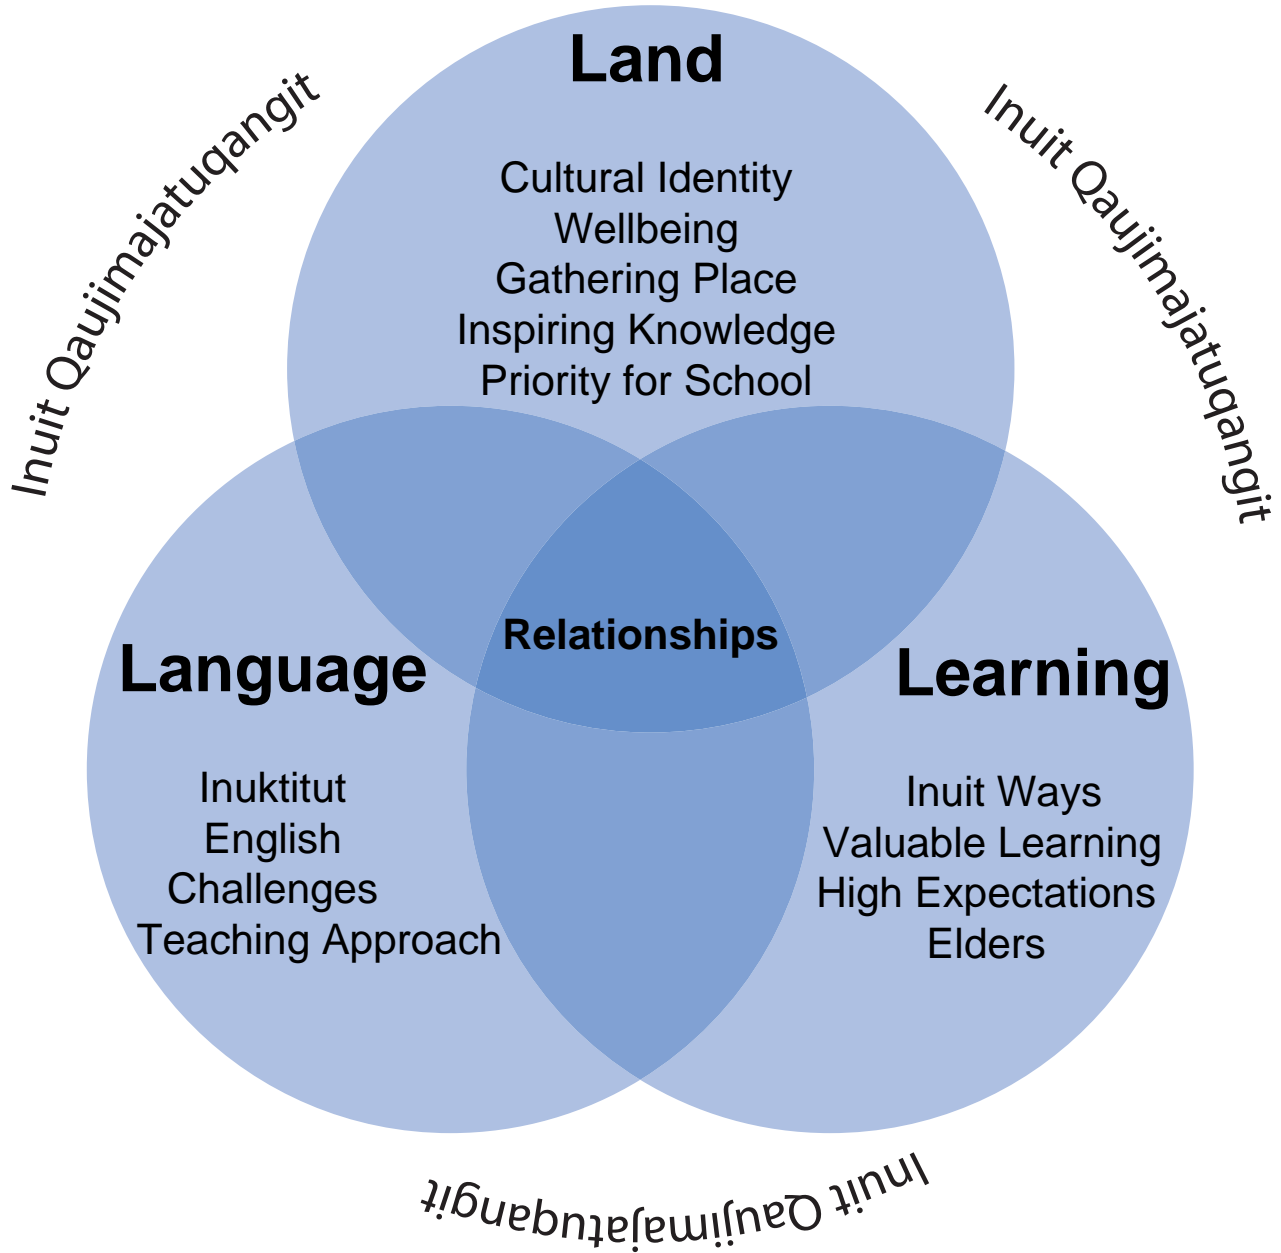 Land
Inuit Qaujimajatuqangit
Inuit Qaujimajatuqangit
Cultural Identity
Wellbeing
Gathering Place
Inspiring Knowledge
Priority for School
Relationships
Language
Inuktitut
English
Challenges
Teaching Approach
Learning
Inuit Ways
Valuable Learning
High Expectations
Elders
Inuit Qaujimajatuqangit